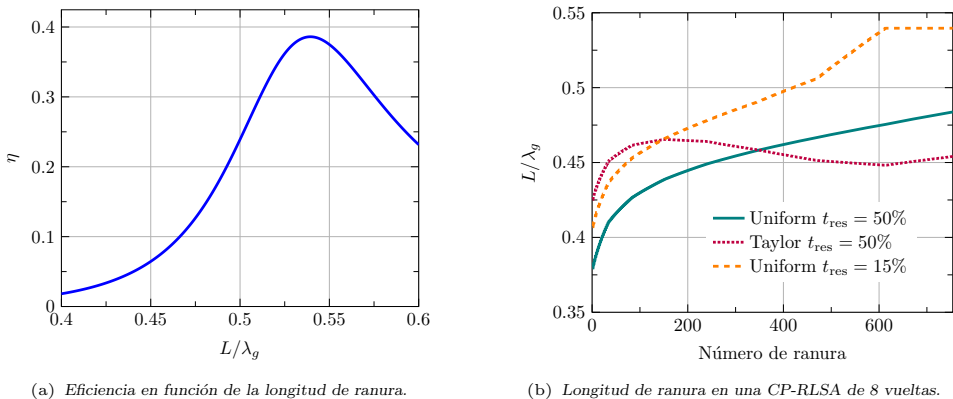 0.4
0.3
0.2
0.1
0
η
0.4 0.45 0.5 0.55 0.6
L/λg
(a) Eficiencia en función de la longitud de ranura.
0.55
0.5
0.45
0.4
0.35
L/λg
Uniform tres = 50%
Taylor tres = 50%
Uniform tres = 15%
0 200 400 600
Número de ranura
(b) Longitud de ranura en una CP-RLSA de 8 vueltas.